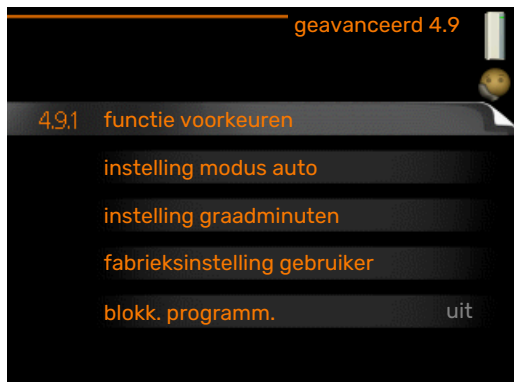 geavanceerd 4.9
4.9.1 functie voorkeuren
instelling modus auto
instelling graadminuten
fabrieksinstelling gebruiker
blokk. programm. uit